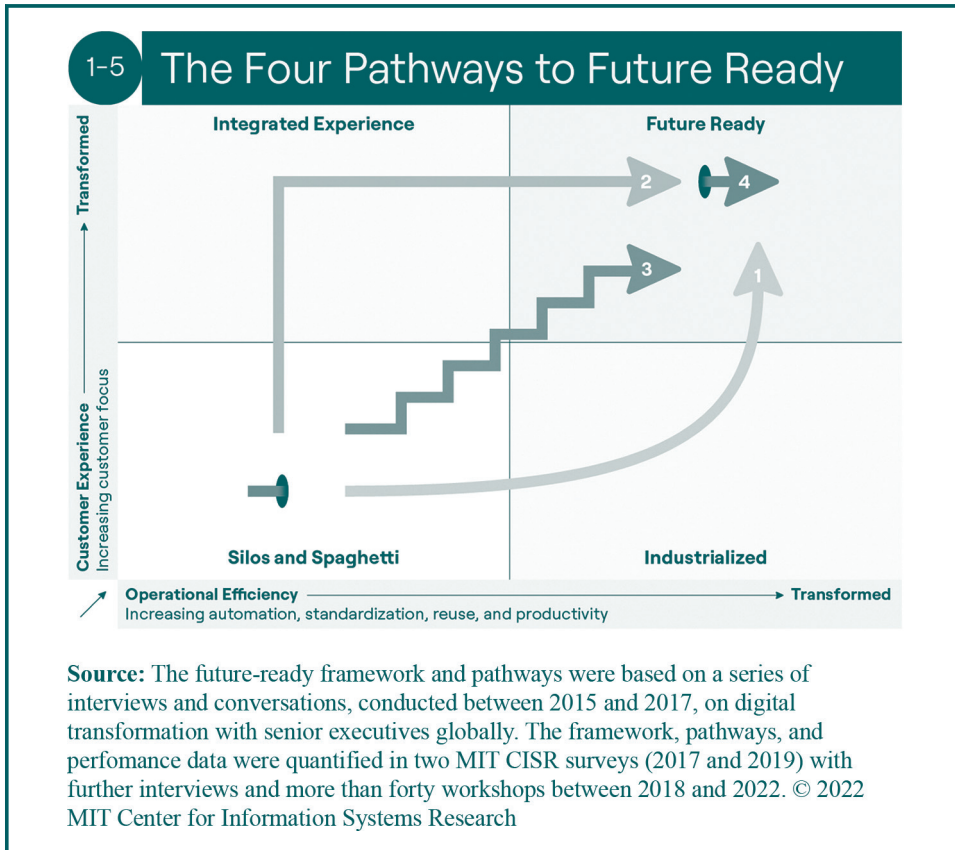 1–5
The Four Pathways to Future Ready
Integrated Experience
Future Ready
Customer Experience → Transformed
Increasing customer focus
2
4
3
1
Silos and Spaghetti
Industrialized
Operational Efficiency → Transformed
Increasing automation, standardization, reuse, and productivity
Source: The future-ready framework and pathways were based on a series of
interviews and conversations, conducted between 2015 and 2017, on digital
transformation with senior executives globally. The framework, pathways, and
perfomance data were quantified in two MIT CISR surveys (2017 and 2019) with
further interviews and more than forty workshops between 2018 and 2022. © 2022
MIT Center for Information Systems Research